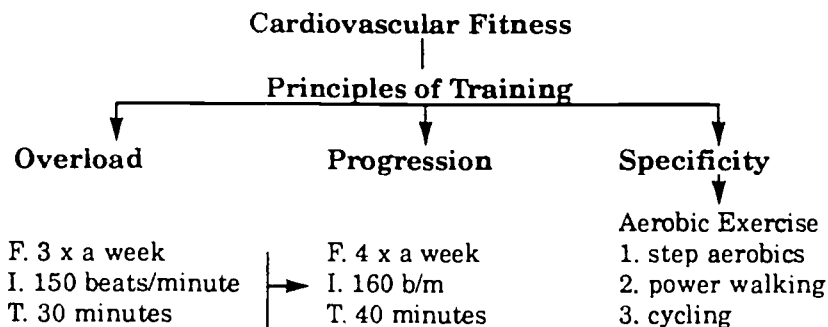 Cardiovascular Fitness
Principles of Training
Overload
Progression
Specificity
F. 3 x a week
I. 150 beats/minute
T. 30 minutes
F. 4 x a week
I. 160 b/m
T. 40 minutes
Aerobic Exercise
1. step aerobics
2. power walking
3. cycling